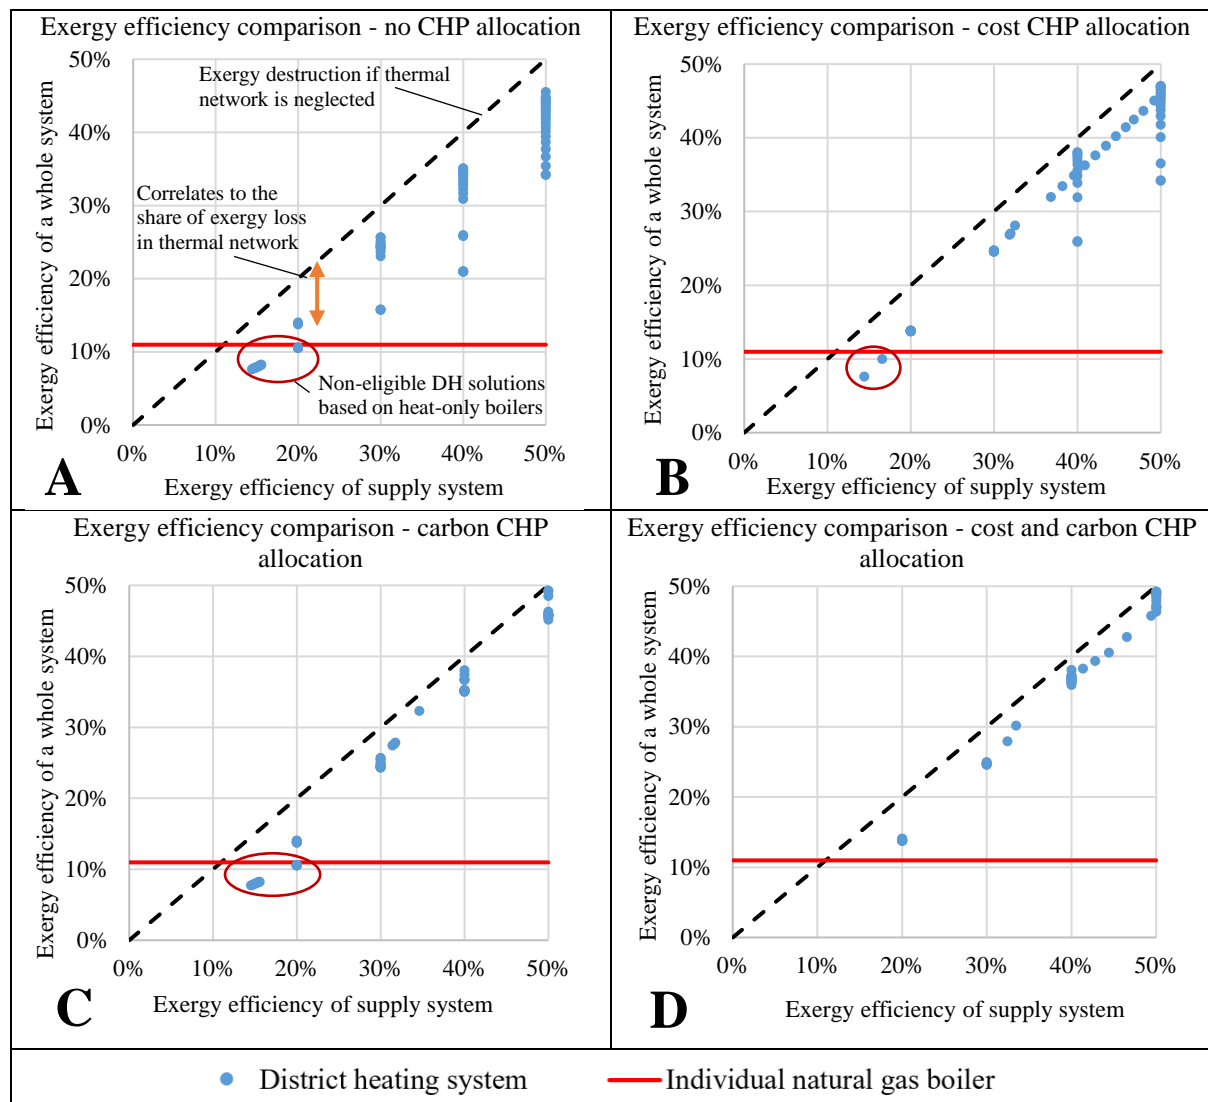 Exergy efficiency comparison - no CHP allocation
Exergy efficiency of a whole system
50%
40%
30%
20%
10%
0%
Exergy destruction if thermal
network is neglected
Correlates to the
share of exergy loss
in thermal network
Non-eligible DH solutions
based on heat-only boilers
0% 10% 20% 30% 40% 50%
Exergy efficiency of supply system
A
Exergy efficiency comparison - cost CHP allocation
Exergy efficiency of a whole system
50%
40%
30%
20%
10%
0%
0% 10% 20% 30% 40% 50%
Exergy efficiency of supply system
B
Exergy efficiency comparison - carbon CHP
allocation
Exergy efficiency of a whole system
50%
40%
30%
20%
10%
0%
0% 10% 20% 30% 40% 50%
Exergy efficiency of supply system
C
Exergy efficiency comparison - cost and carbon CHP
allocation
Exergy efficiency of a whole system
50%
40%
30%
20%
10%
0%
0% 10% 20% 30% 40% 50%
Exergy efficiency of supply system
D
District heating system
Individual natural gas boiler